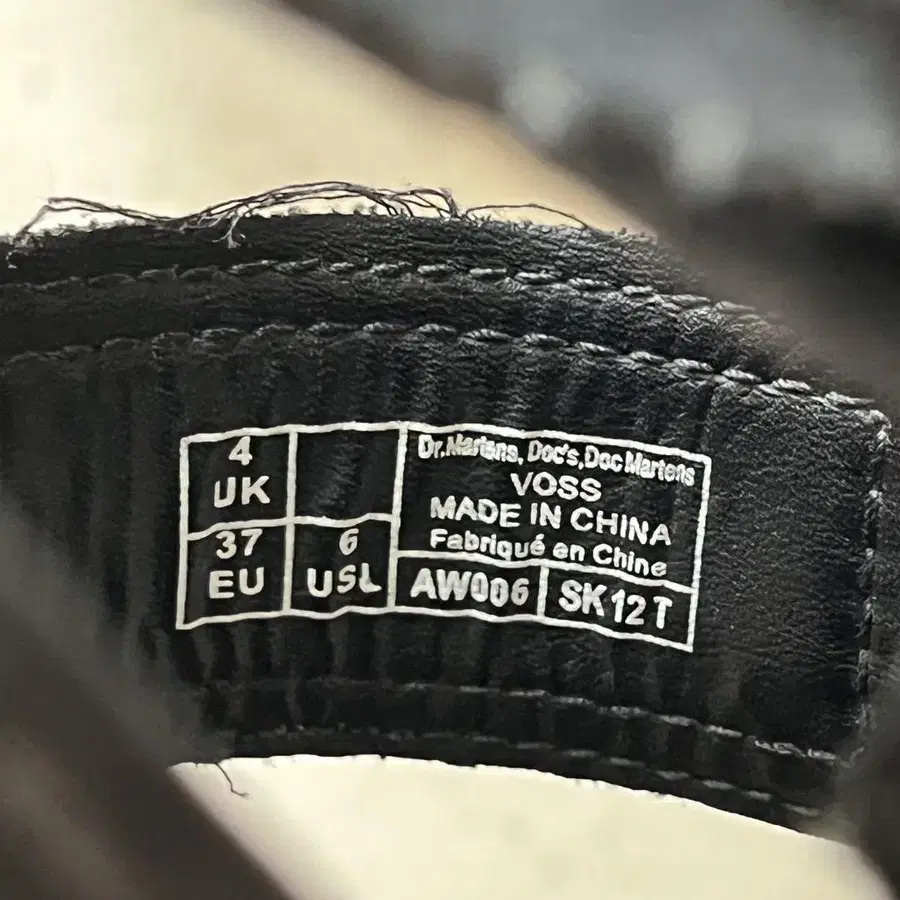 4
UK
37
EU
6
USL
Dr.Martens, Doc's, Doc Martens
VOSS
MADE IN CHINA
Fabriqué en Chine
AW006
SK12T